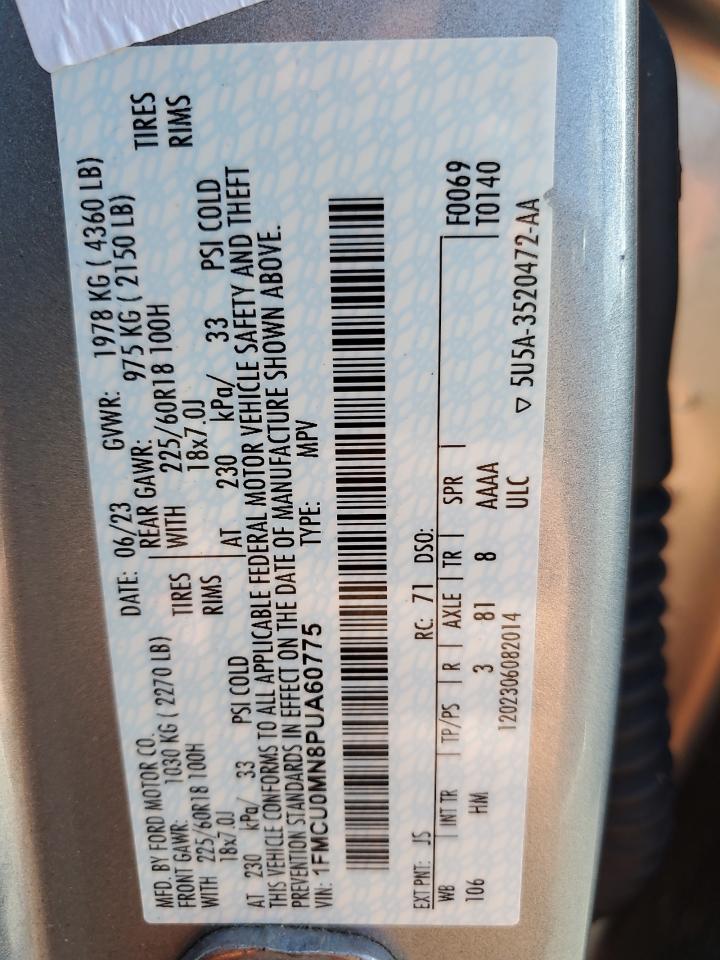 MFD. BY FORD MOTOR CO.
DATE: 06/23 GVWR: 1978 KG ( 4360 LB)
FRONT GAWR: 1030 KG ( 2270 LB) REAR GAWR: 975 KG ( 2150 LB)
WITH 225/60R18 100H TIRES WITH 225/60R18 100H TIRES
18x7.0J RIMS 18x7.0J RIMS
AT 230 kPa/ 33 PSI COLD AT 230 kPa/ 33 PSI COLD
THIS VEHICLE CONFORMS TO ALL APPLICABLE FEDERAL MOTOR VEHICLE SAFETY AND THEFT
PREVENTION STANDARDS IN EFFECT ON THE DATE OF MANUFACTURE SHOWN ABOVE.
VIN: 1FMCU0MN8PUA60775 TYPE: MPV
EXT PNT: JS RC: 71 DSO: F0069
WB INT TR TP/PS R AXLE TR SPR T0140
106 HM 3 81 8 AAAA
ULC
1202306082014 ▽ 5U5A-3520472-AA